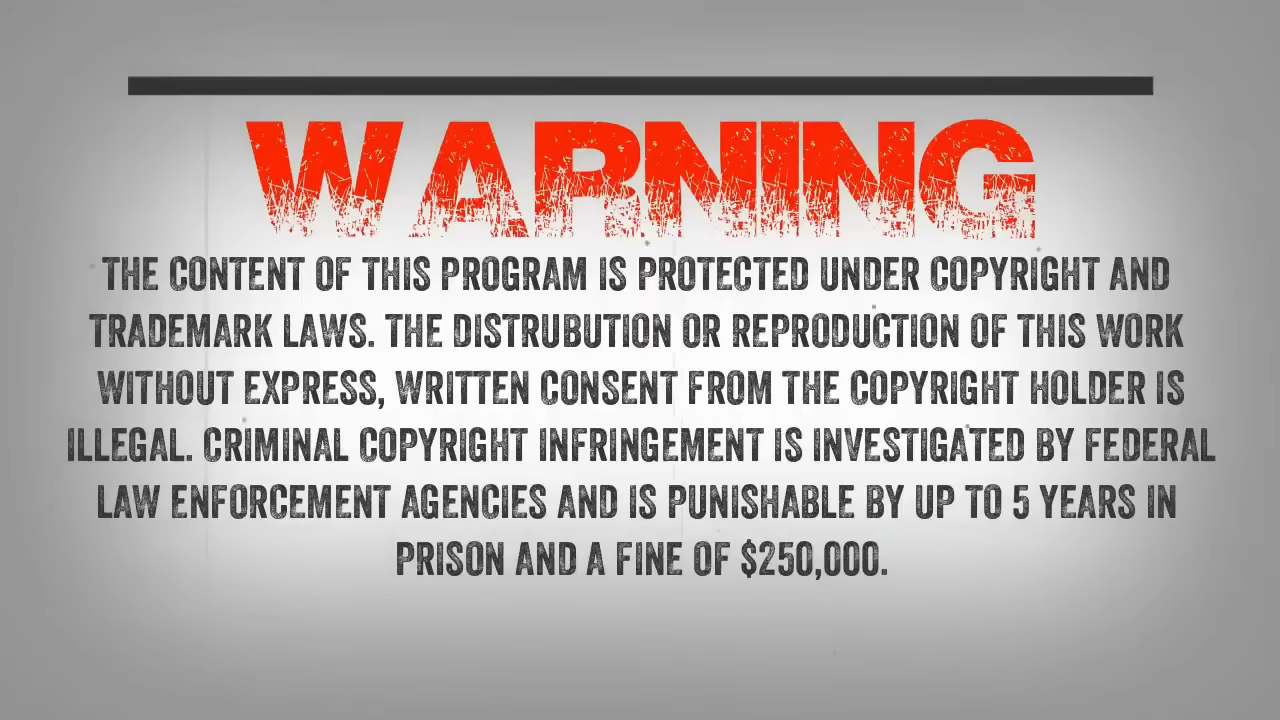 WARNING
THE CONTENT OF THIS PROGRAM IS PROTECTED UNDER COPYRIGHT AND
TRADEMARK LAWS. THE DISTRUBUTION OR REPRODUCTION OF THIS WORK
WITHOUT EXPRESS, WRITTEN CONSENT FROM THE COPYRIGHT HOLDER IS
ILLEGAL. CRIMINAL COPYRIGHT INFRINGEMENT IS INVESTIGATED BY FEDERAL
LAW ENFORCEMENT AGENCIES AND IS PUNISHABLE BY UP TO 5 YEARS IN
PRISON AND A FINE OF $250,000.